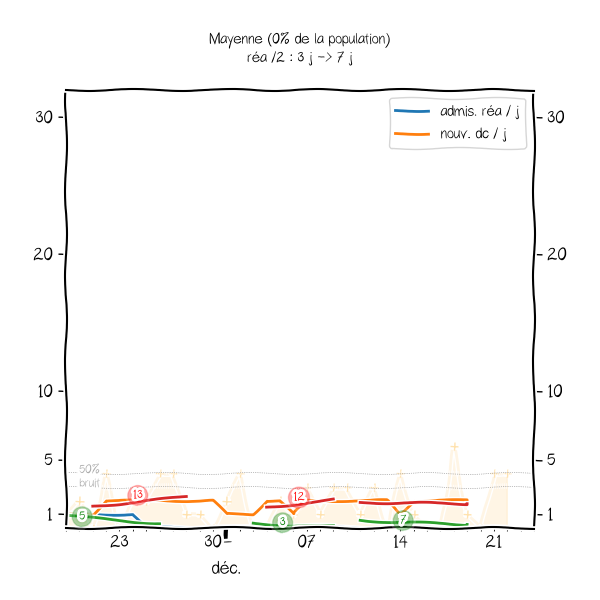 Mayenne (0% de la population)
réa /2 : 3 j -> 7 j
admis. réa / j
nouv. dc / j
30 30
20 20
10 10
5 5
50%
bruit
1 1
5 13 3 12 7
23 30 07 14 21
déc.